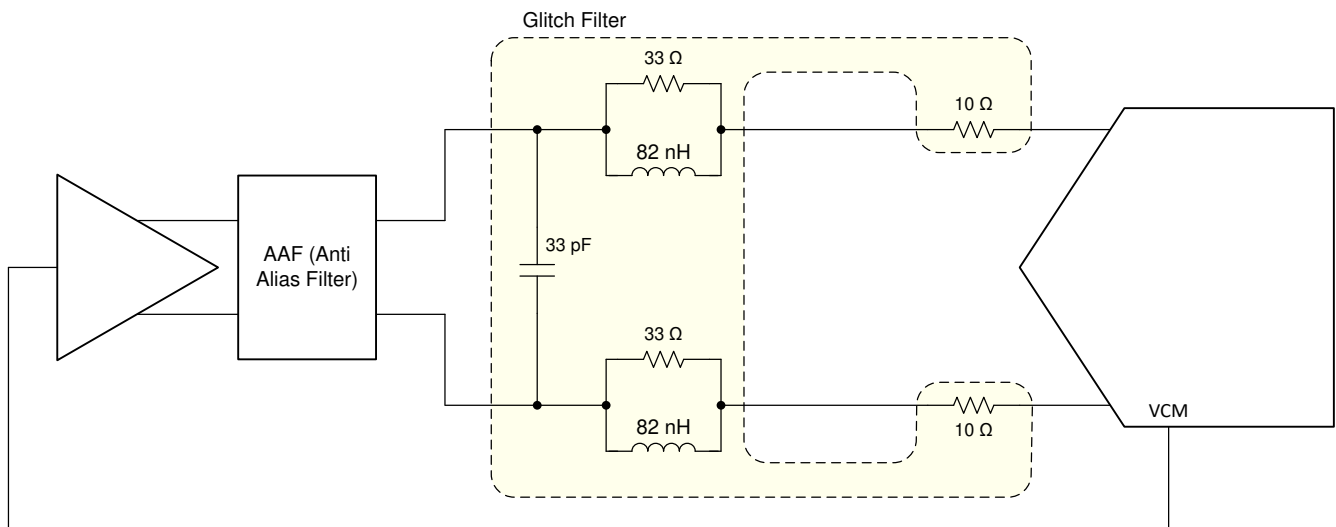 Glitch Filter
33 Ω
10 Ω
82 nH
AAF (Anti
Alias Filter)
33 pF
33 Ω
82 nH
10 Ω
VCM